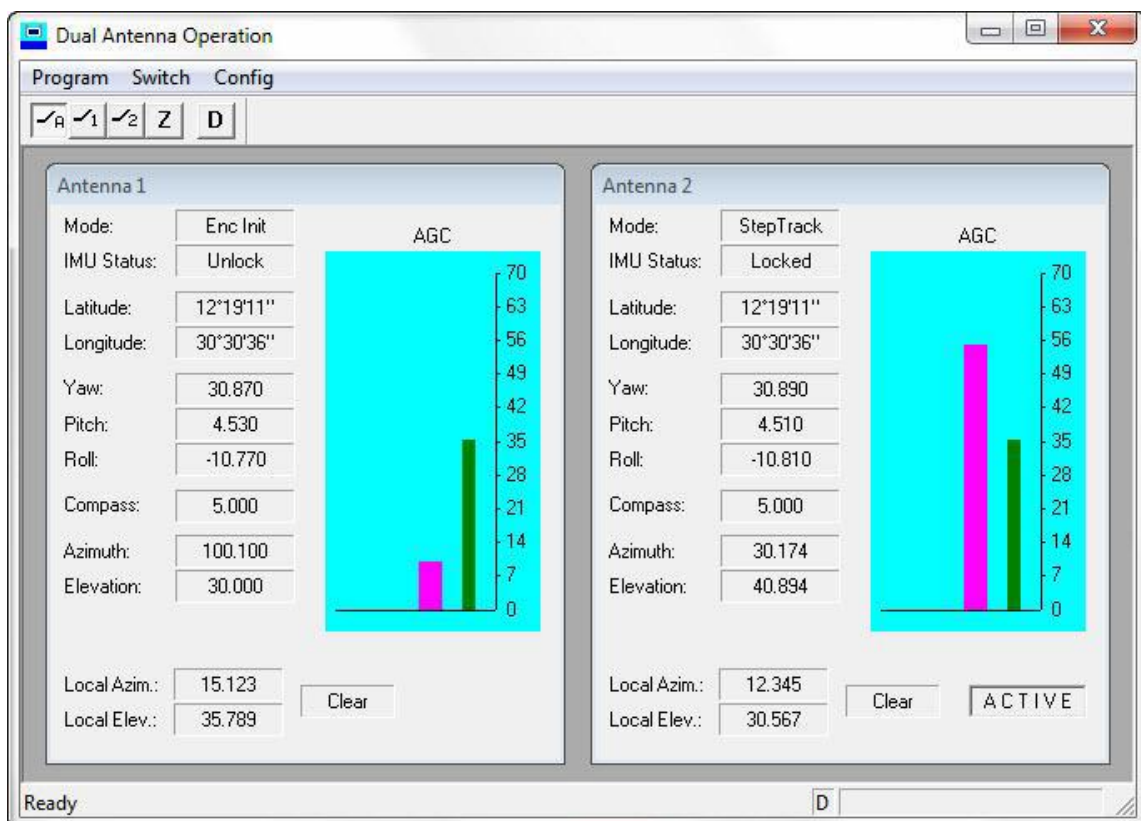 Dual Antenna Operation
Program Switch Config
A 1 2 Z D
Antenna 1
Mode: Enc Init
AGC
IMU Status: Unlock
Latitude: 12°19'11''
Longitude: 30°30'36''
Yaw: 30.870
Pitch: 4.530
Roll: -10.770
Compass: 5.000
Azimuth: 100.100
Elevation: 30.000
70
63
56
49
42
35
28
21
14
7
0
Local Azim.: 15.123
Local Elev.: 35.789
Clear
Antenna 2
Mode: StepTrack
AGC
IMU Status: Locked
Latitude: 12°19'11''
Longitude: 30°30'36''
Yaw: 30.890
Pitch: 4.510
Roll: -10.810
Compass: 5.000
Azimuth: 30.174
Elevation: 40.894
70
63
56
49
42
35
28
21
14
7
0
Local Azim.: 12.345
Local Elev.: 30.567
Clear
ACTIVE
Ready D